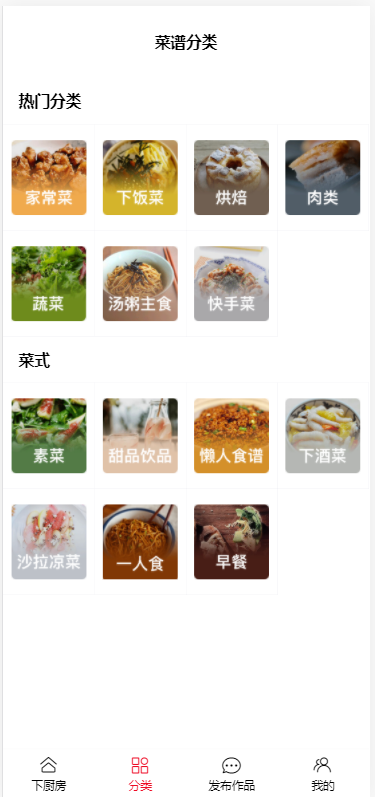 菜谱分类
热门分类
家常菜 下饭菜 烘焙 肉类
蔬菜 汤粥主食 快手菜
菜式
素菜 甜品饮品 懒人食谱 下酒菜
沙拉凉菜 一人食 早餐
下厨房 分类 发布作品 我的